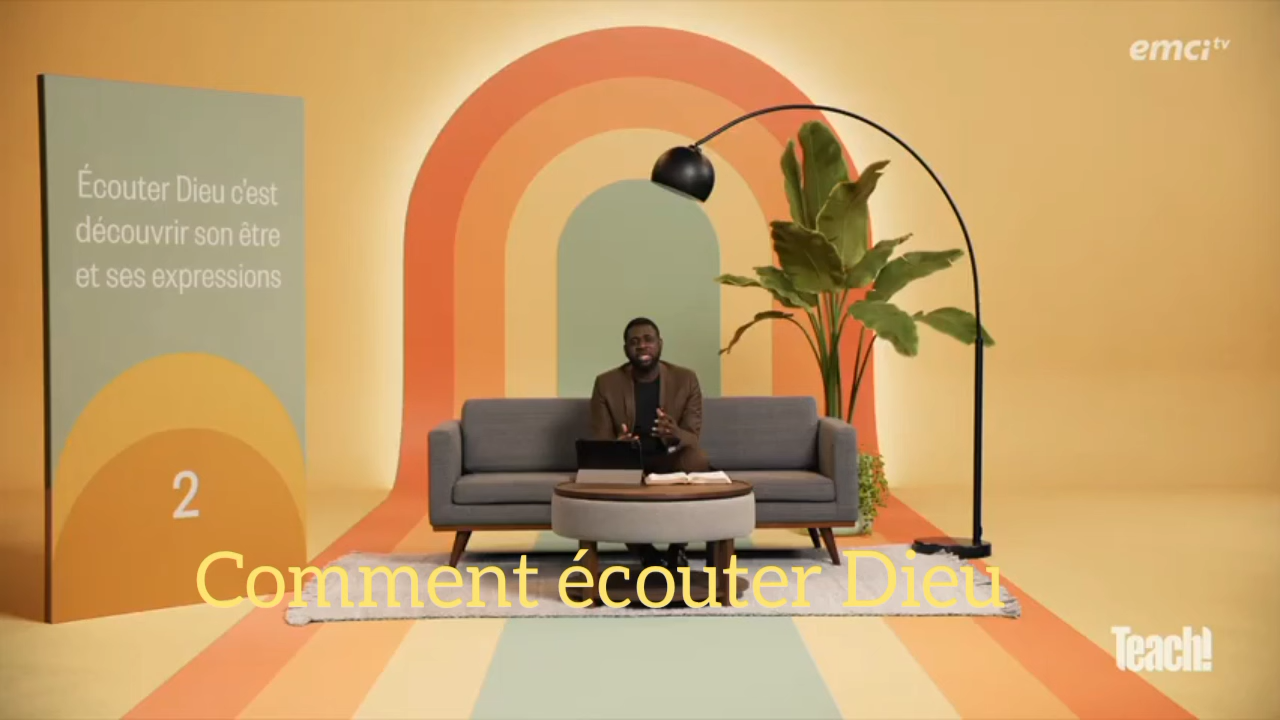 emci tv
Écouter Dieu c'est
découvrir son être
et ses expressions
2
Comment écouter Dieu
Teach!